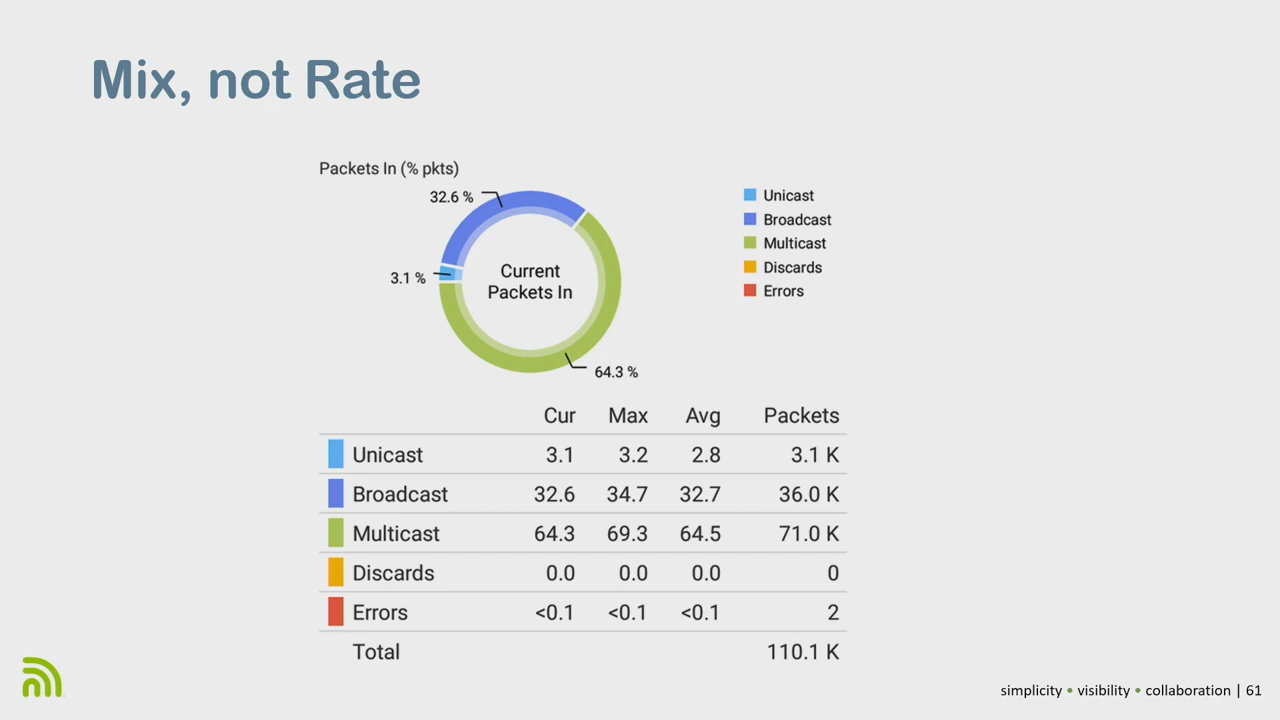 Mix, not Rate
Packets In (% pkts)
32.6 %
3.1 %
Current
Packets In
64.3 %
Unicast
Broadcast
Multicast
Discards
Errors
Cur Max Avg Packets
Unicast 3.1 3.2 2.8 3.1 K
Broadcast 32.6 34.7 32.7 36.0 K
Multicast 64.3 69.3 64.5 71.0 K
Discards 0.0 0.0 0.0 0
Errors <0.1 <0.1 <0.1 2
Total 110.1 K
simplicity • visibility • collaboration | 61